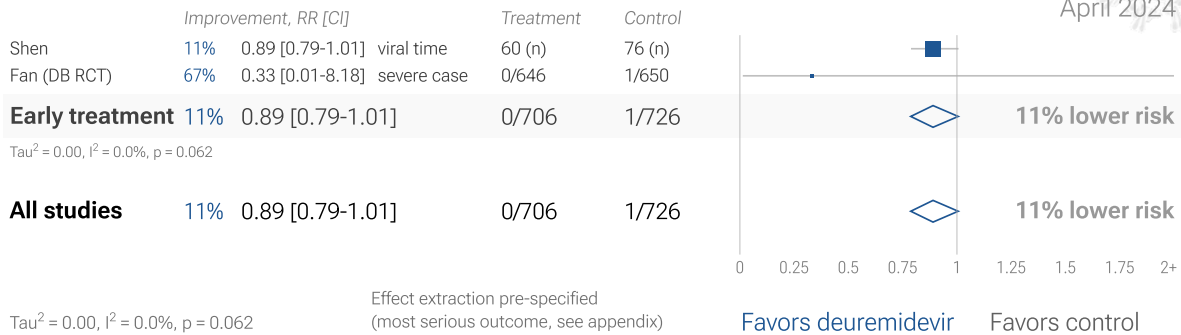 April 2024
Improvement, RR [CI] Treatment Control
Shen 11% 0.89 [0.79-1.01] viral time 60 (n) 76 (n)
Fan (DB RCT) 67% 0.33 [0.01-8.18] severe case 0/646 1/650
Early treatment 11% 0.89 [0.79-1.01] 0/706 1/726 11% lower risk
Tau² = 0.00, I² = 0.0%, p = 0.062
All studies 11% 0.89 [0.79-1.01] 0/706 1/726 11% lower risk
0 0.25 0.5 0.75 1 1.25 1.5 1.75 2+
Effect extraction pre-specified
Tau² = 0.00, I² = 0.0%, p = 0.062 (most serious outcome, see appendix) Favors deuremidevir Favors control